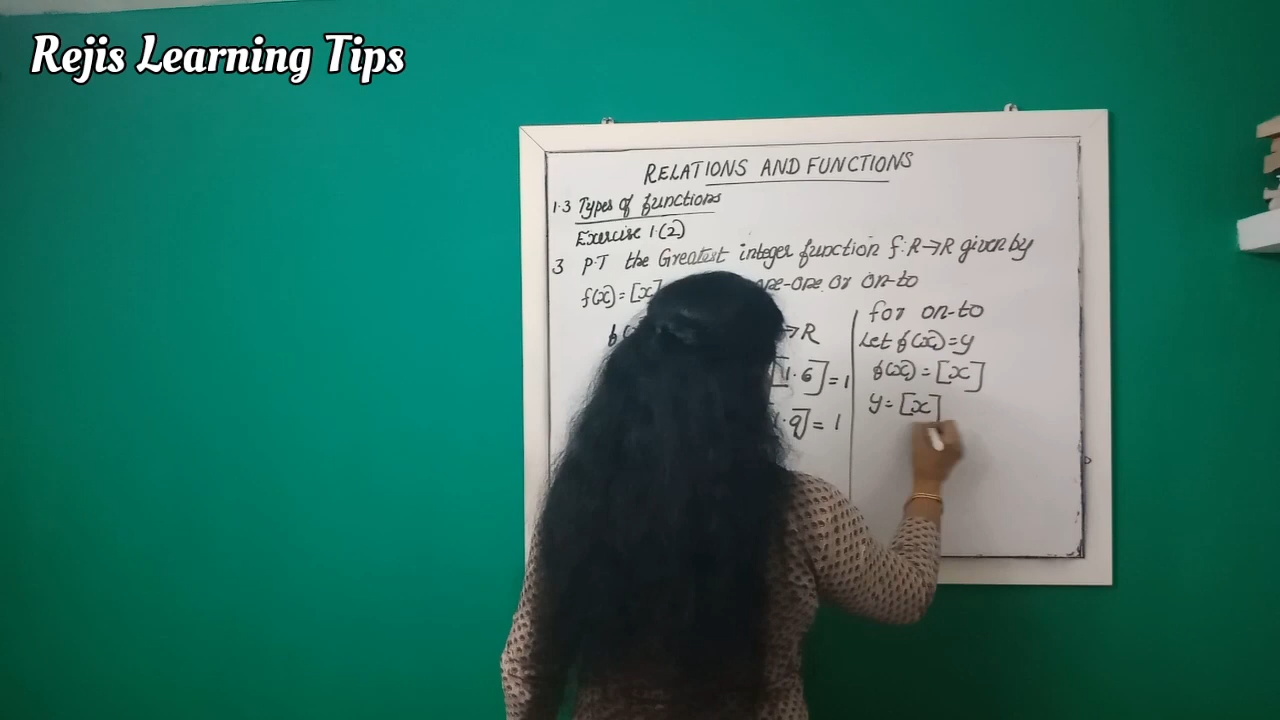 Rejis Learning Tips
RELATIONS AND FUNCTIONS
1.3 Types of functions
Exercise 1.(2)
3 P.T the Greatest integer function f:R→R given by
f(x)=[x] one-one or on-to
→R
[1.6]=1
1.9]=1
for on-to
Let f(x)=y
f(x)=[x]
y=[x]